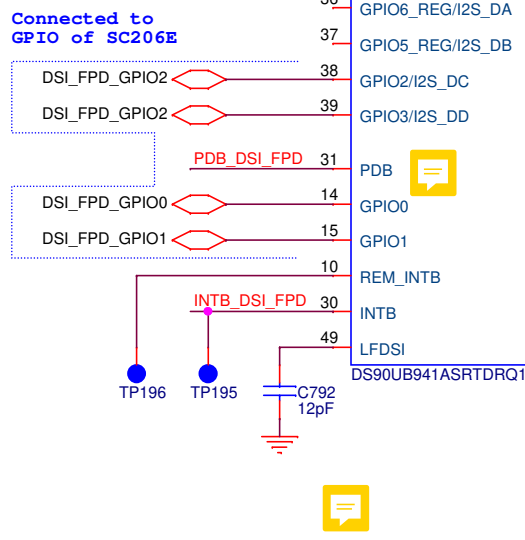 36
GPIO6_REG/I2S_DA
Connected to
GPIO of SC206E
37
GPIO5_REG/I2S_DB
DSI_FPD_GPIO2
38
GPIO2/I2S_DC
DSI_FPD_GPIO2
39
GPIO3/I2S_DD
PDB_DSI_FPD
31
PDB
DSI_FPD_GPIO0
14
GPIO0
DSI_FPD_GPIO1
15
GPIO1
10
REM_INTB
INTB_DSI_FPD
30
INTB
49
LFDSI
DS90UB941ASRTDRQ1
TP196
TP195
C792
12pF